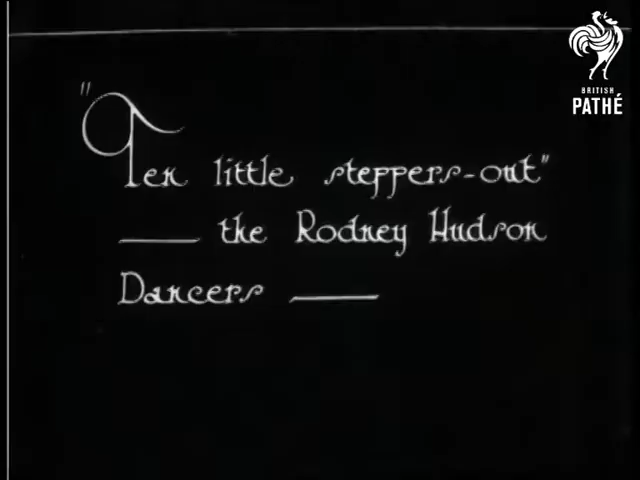 BRITISH
PATHÉ
"Ten little steppers-out"
— the Rodney Hudson
Dancers —